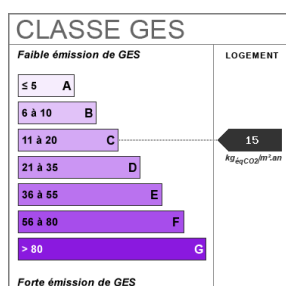 CLASSE GES
Faible émission de GES
LOGEMENT
≤ 5 A
6 à 10 B
11 à 20 C
15
kgéqCO2/m².an
21 à 35 D
36 à 55 E
56 à 80 F
> 80 G
Forte émission de GES